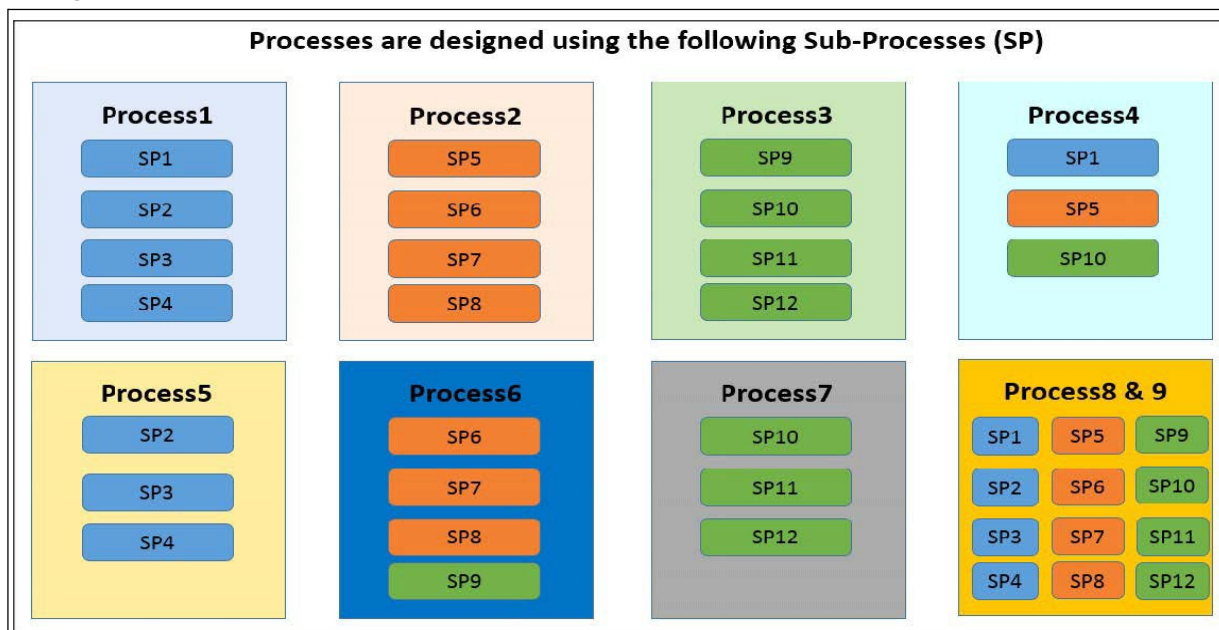 Processes are designed using the following Sub-Processes (SP)
Process1
SP1
SP2
SP3
SP4
Process2
SP5
SP6
SP7
SP8
Process3
SP9
SP10
SP11
SP12
Process4
SP1
SP5
SP10
Process5
SP2
SP3
SP4
Process6
SP6
SP7
SP8
SP9
Process7
SP10
SP11
SP12
Process8 & 9
SP1 SP5 SP9
SP2 SP6 SP10
SP3 SP7 SP11
SP4 SP8 SP12